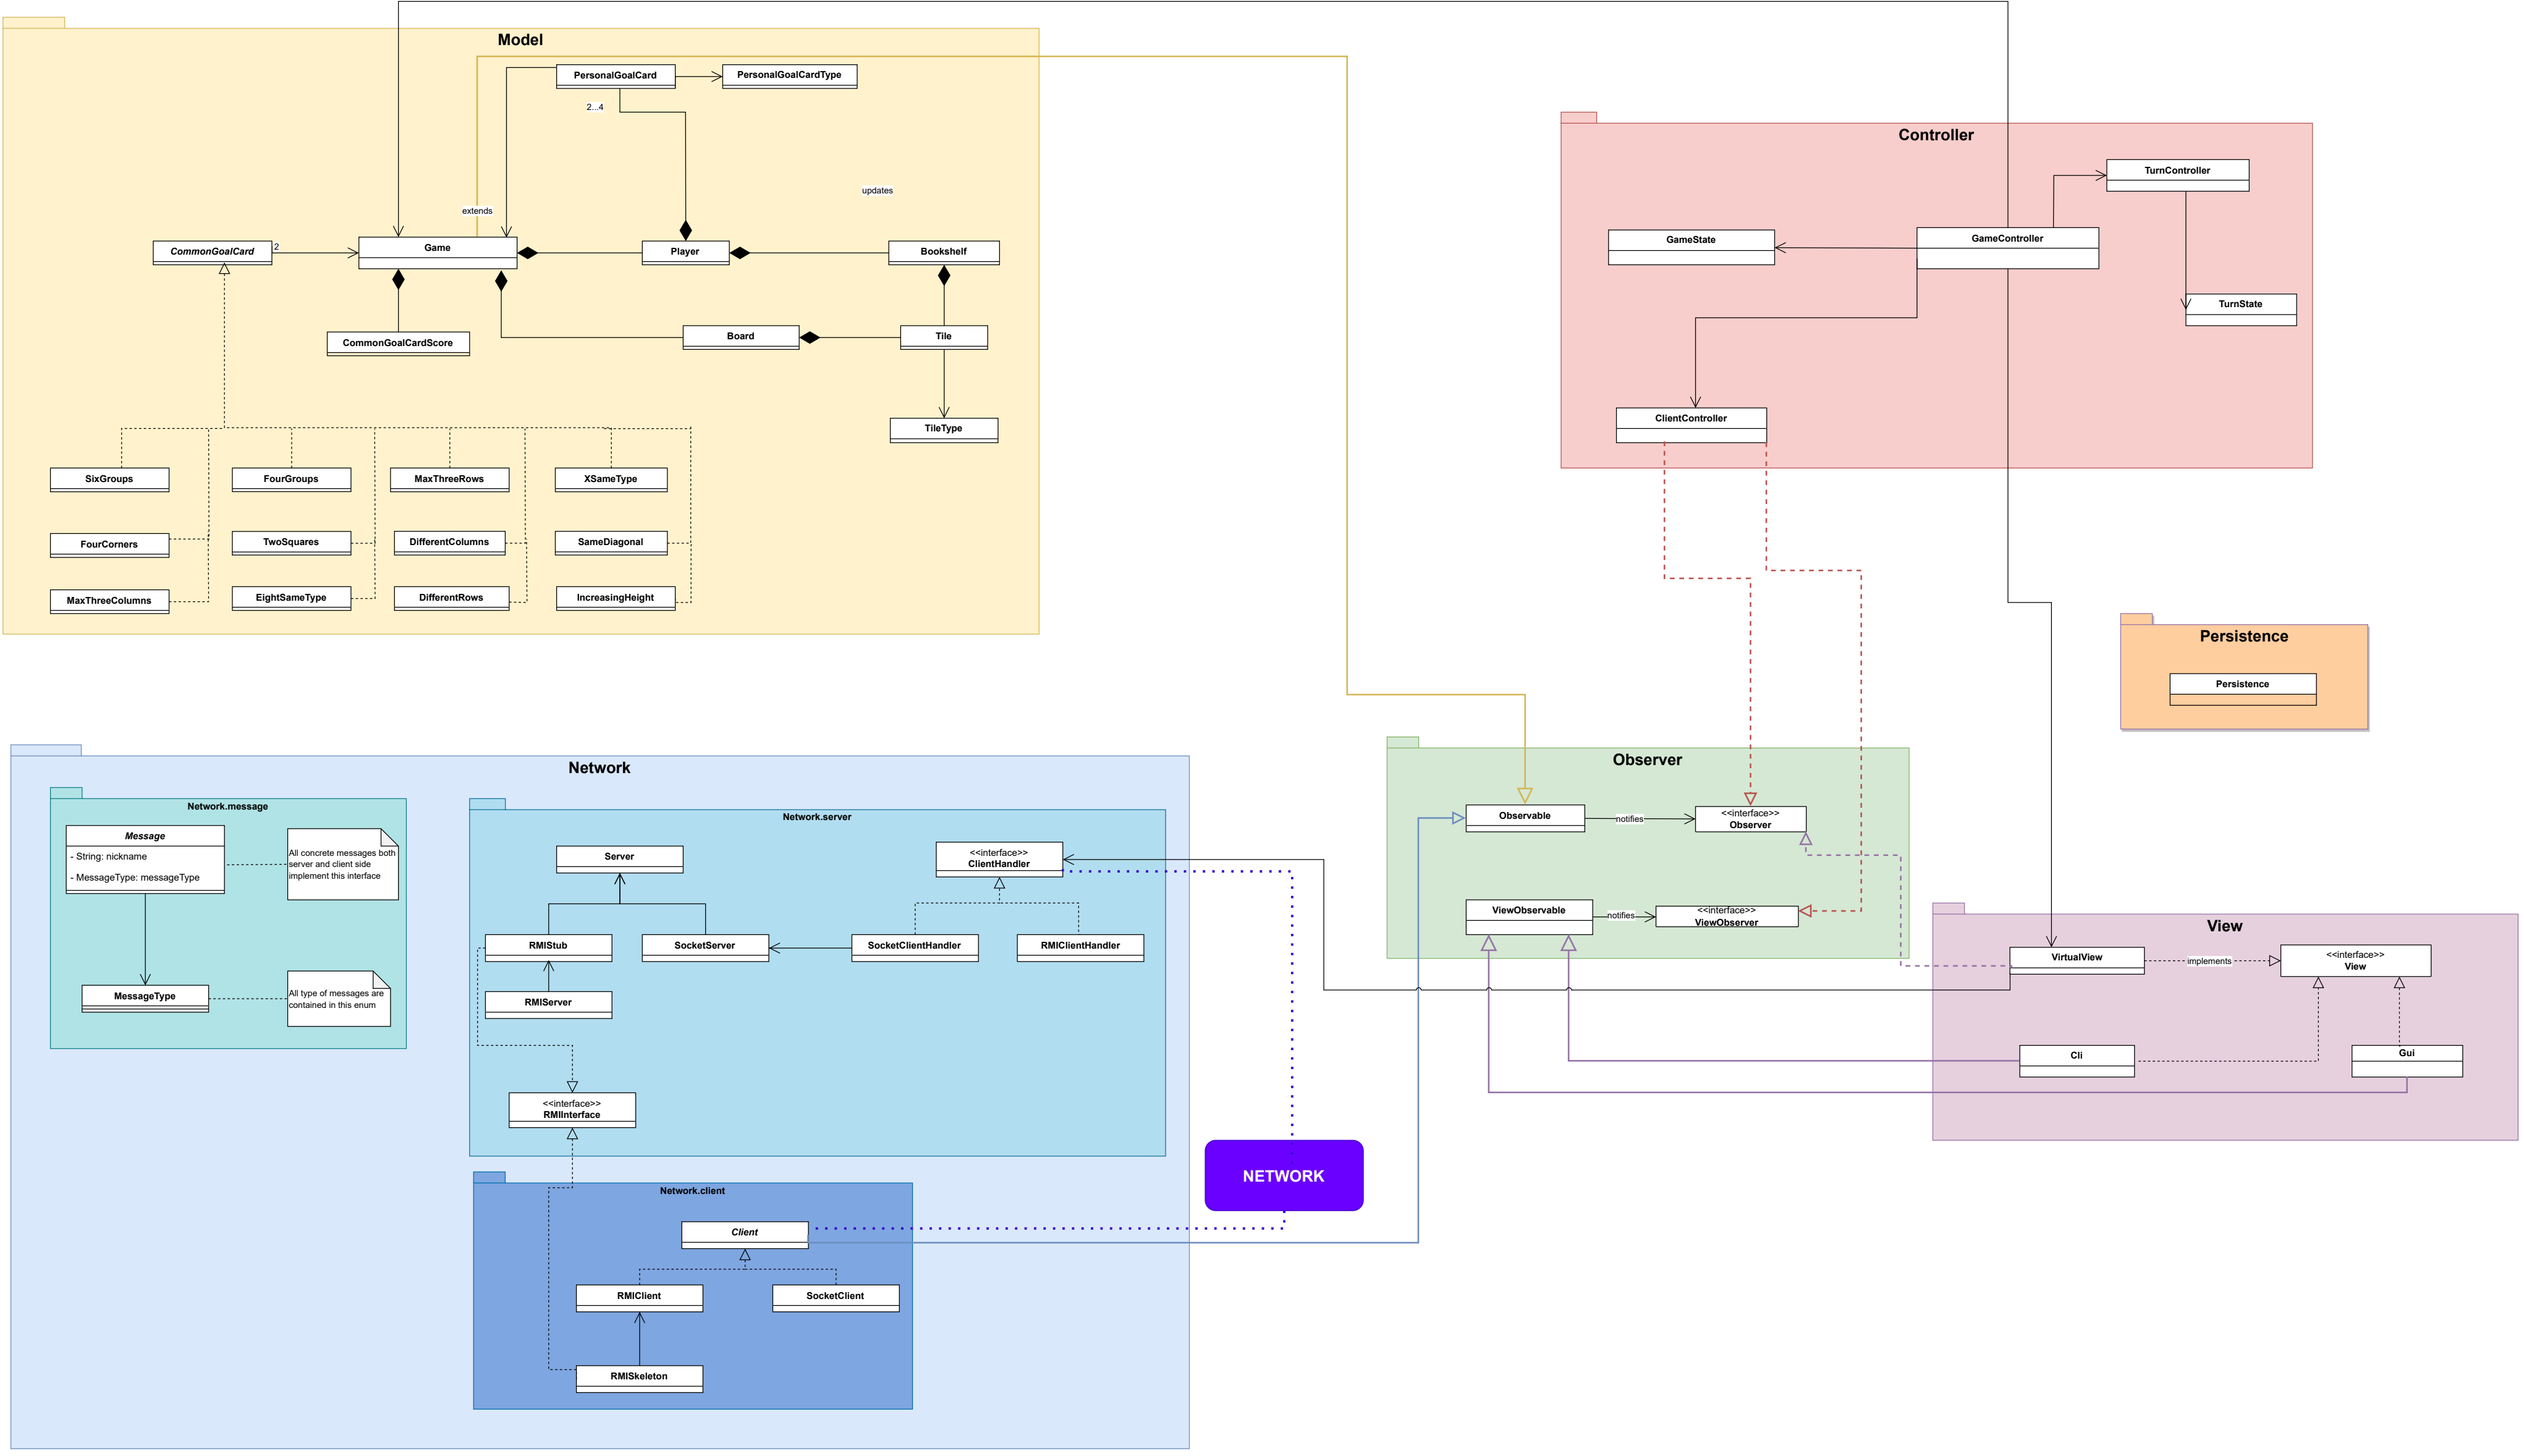 Model
PersonalGoalCard
PersonalGoalCardType
2...4
updates
extends
CommonGoalCard
2
Game
Player
Bookshelf
CommonGoalCardScore
Board
Tile
TileType
SixGroups
FourGroups
MaxThreeRows
XSameType
FourCorners
TwoSquares
DifferentColumns
SameDiagonal
MaxThreeColumns
EightSameType
DifferentRows
IncreasingHeight
Controller
TurnController
GameState
GameController
TurnState
ClientController
Persistence
Persistence
Network
Network.message
Message
- String: nickname
- MessageType: messageType
All concrete messages both
server and client side
implement this interface
MessageType
All type of messages are
contained in this enum
Network.server
Server
<<interface>>
ClientHandler
RMIStub
SocketServer
SocketClientHandler
RMIClientHandler
RMIServer
<<interface>>
RMIInterface
Network.client
Client
RMIClient
SocketClient
RMISkeleton
NETWORK
Observer
Observable
notifies
<<interface>>
Observer
ViewObservable
notifies
<<interface>>
ViewObserver
View
VirtualView
implements
<<interface>>
View
Cli
Gui